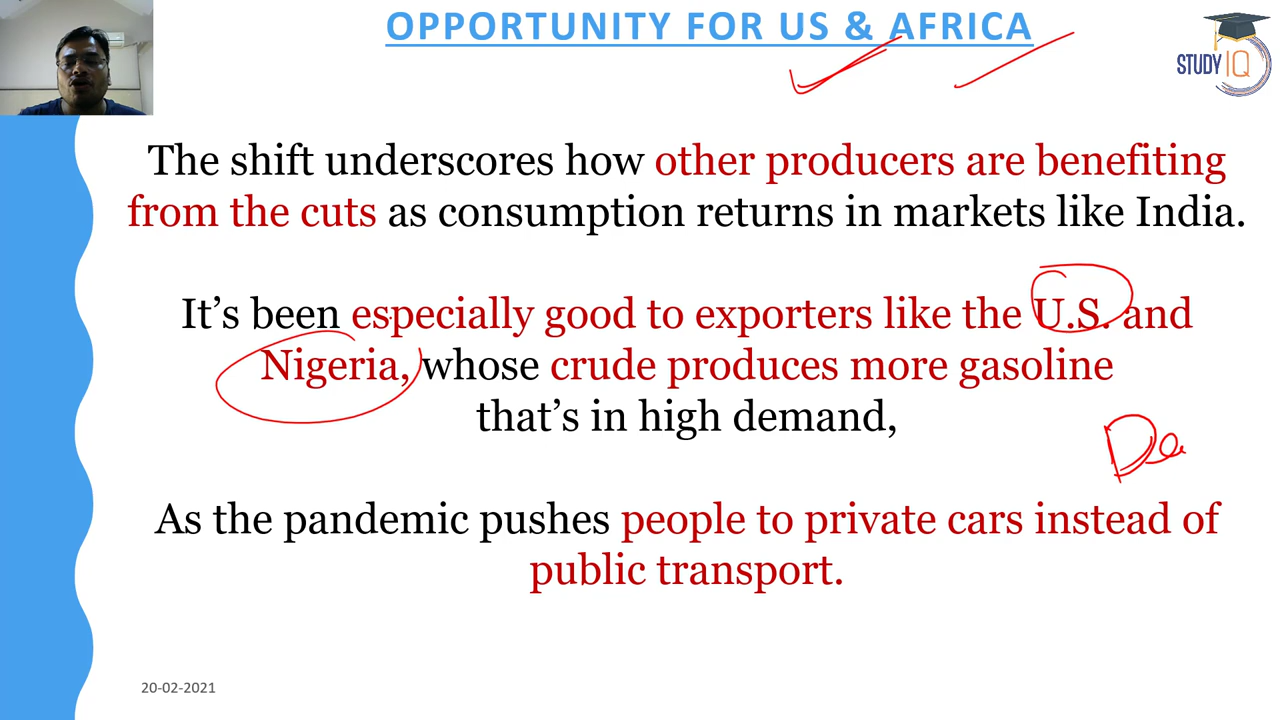 OPPORTUNITY FOR US & AFRICA
STUDY IQ
The shift underscores how other producers are benefiting
from the cuts as consumption returns in markets like India.
It's been especially good to exporters like the U.S. and
Nigeria, whose crude produces more gasoline
that's in high demand,
De
As the pandemic pushes people to private cars instead of
public transport.
20-02-2021